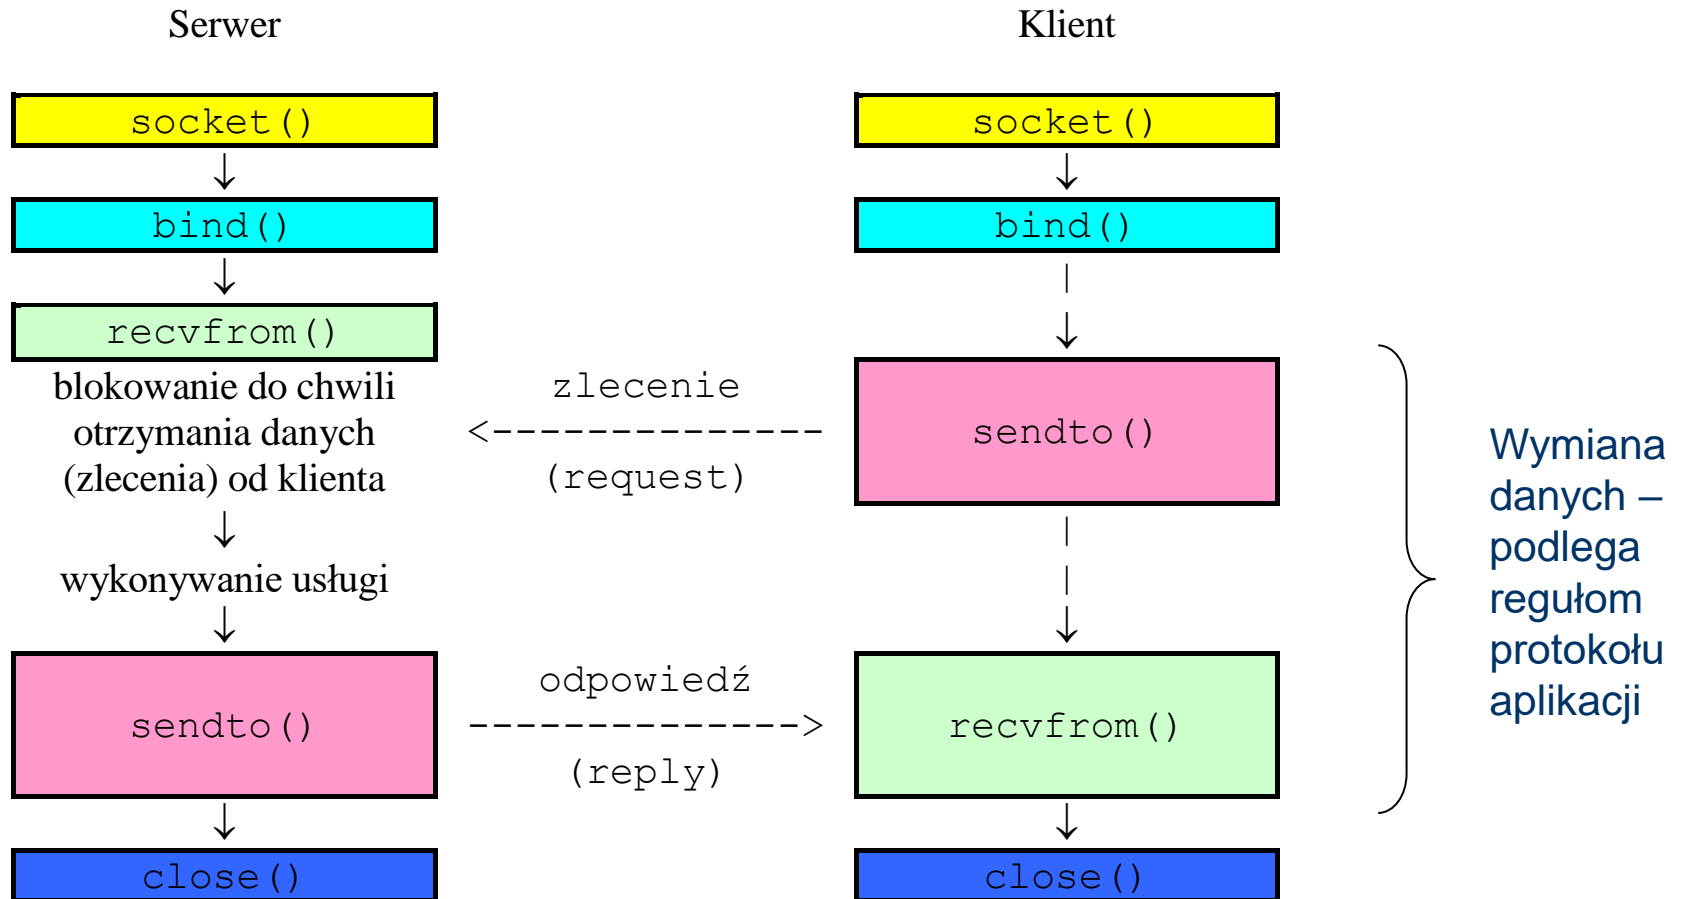 Serwer
Klient
socket()
socket()
bind()
bind()
recvfrom()
blokowanie do chwili
otrzymania danych
(zlecenia) od klienta
zlecenie
<---------------
(request)
sendto()
wykonywanie usługi
sendto()
odpowiedź
-------------->
(reply)
recvfrom()
close()
close()
Wymiana
danych –
podlega
regułom
protokołu
aplikacji